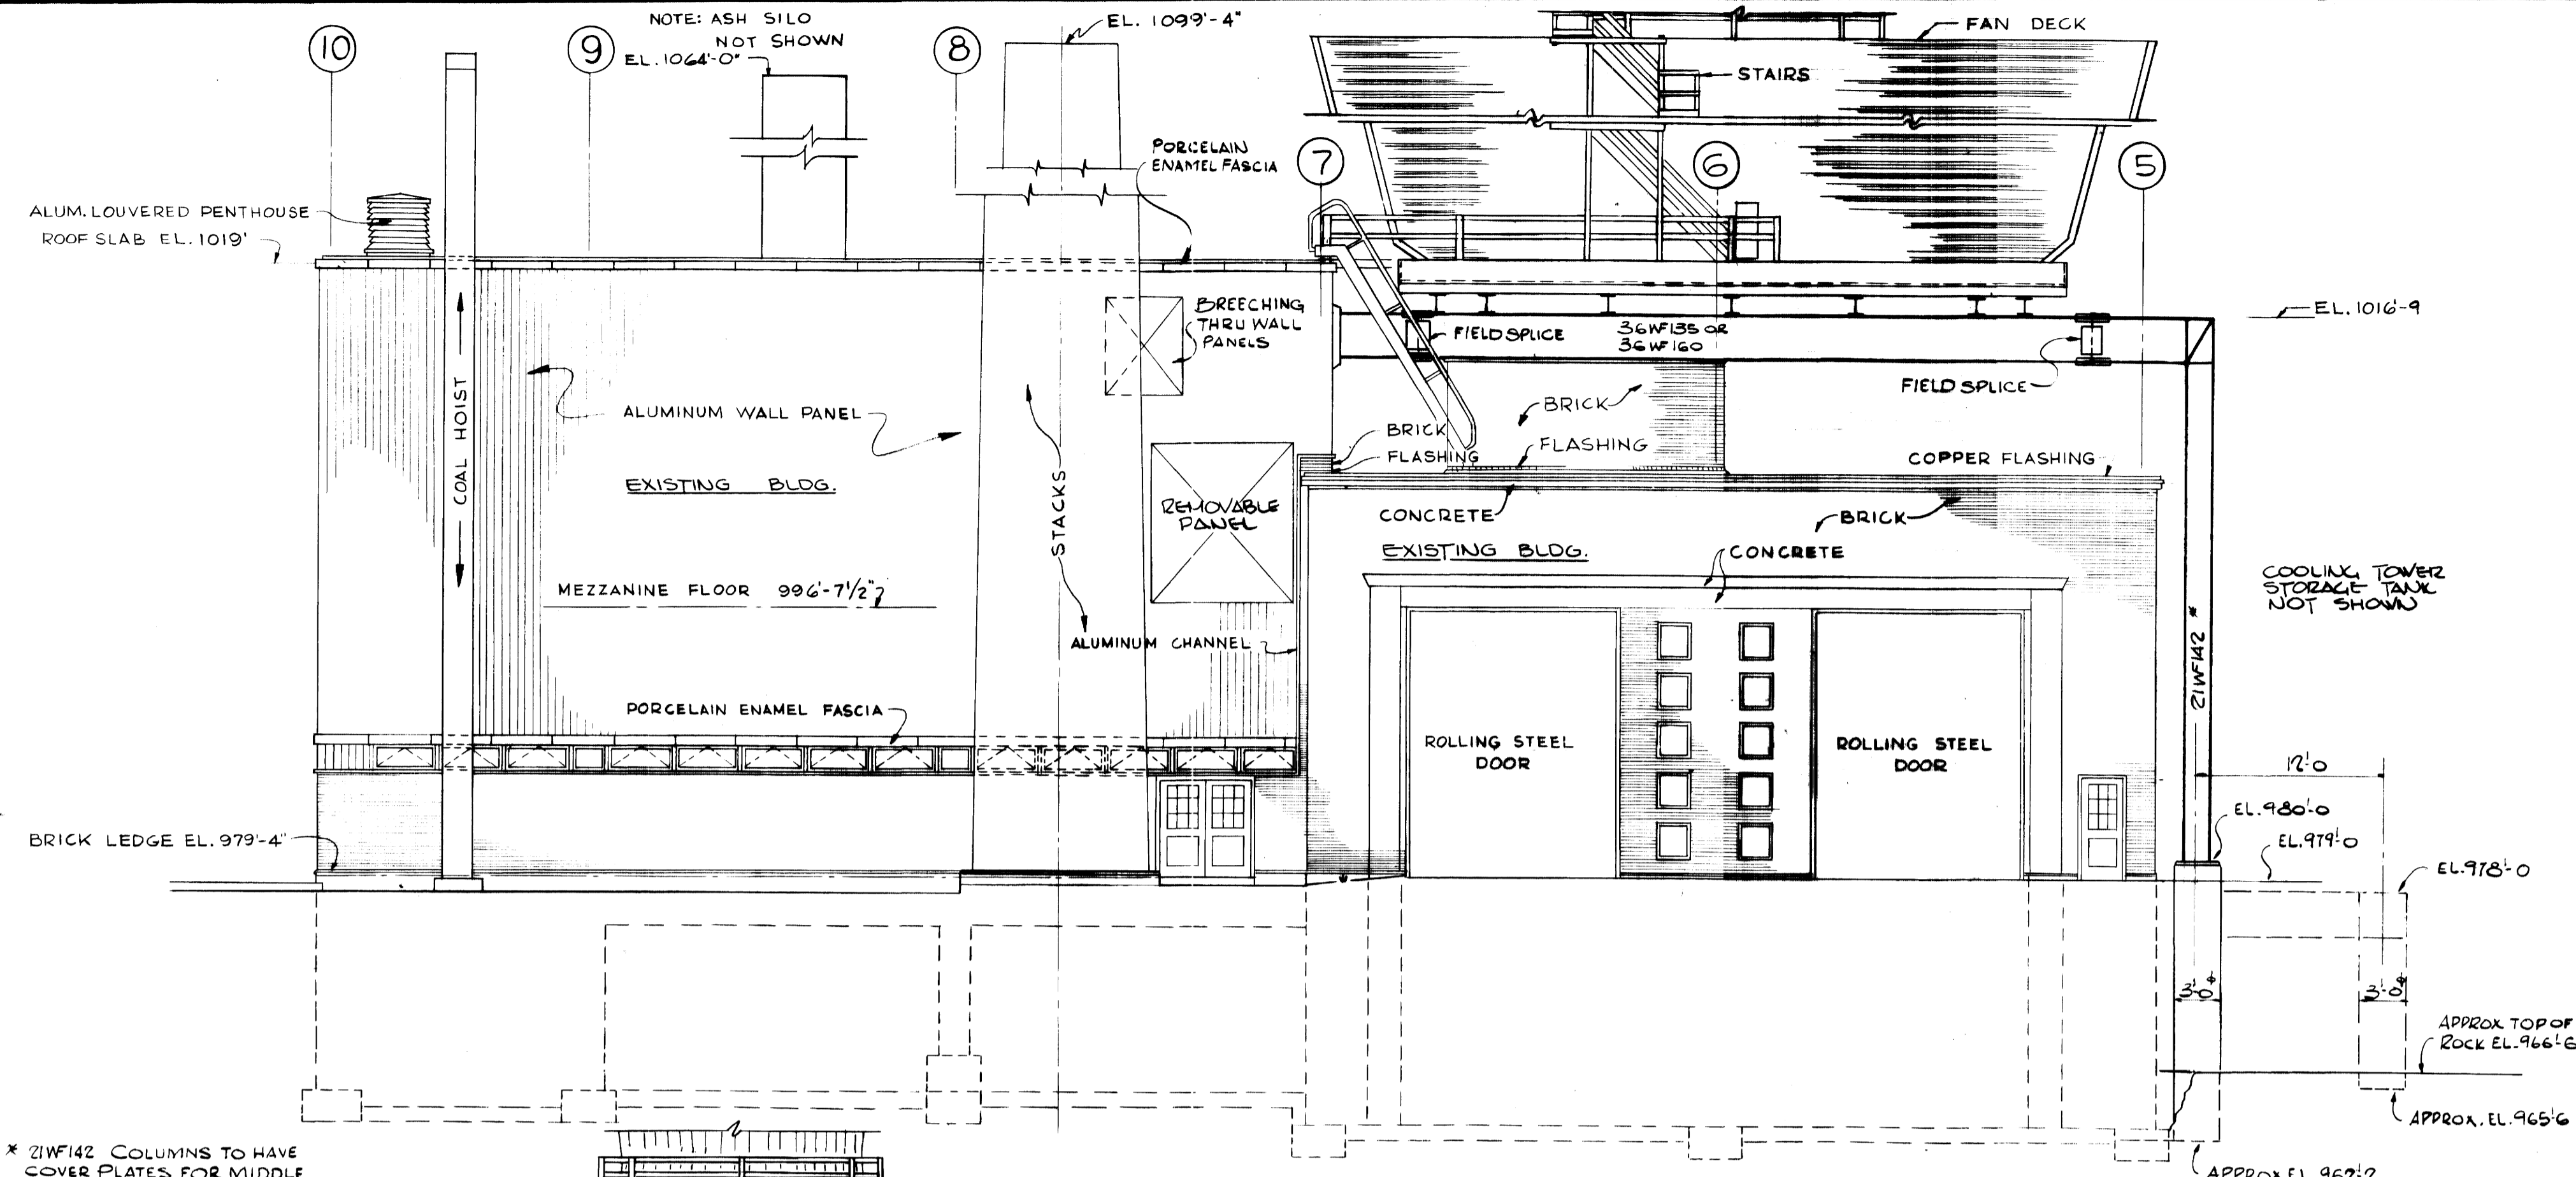 10
9
8
7
6
5
NOTE: ASH SILO
NOT SHOWN
EL. 1064'-0"
EL. 1099'-4"
FAN DECK
STAIRS
PORCELAIN
ENAMEL FASCIA
ALUM. LOUVERED PENTHOUSE
ROOF SLAB EL. 1019'
BREECHING
THRU WALL
PANELS
FIELD SPLICE
36WF135 OR
36WF160
EL. 1016'-9
FIELD SPLICE
COAL HOIST
ALUMINUM WALL PANEL
BRICK
FLASHING
BRICK
FLASHING
COPPER FLASHING
EXISTING BLDG.
STACKS
REMOVABLE
PANEL
CONCRETE
BRICK
EXISTING BLDG.
CONCRETE
MEZZANINE FLOOR 996'-7 1/2"
COOLING TOWER
STORAGE TANK
NOT SHOWN
ALUMINUM CHANNEL
21WF142 *
PORCELAIN ENAMEL FASCIA
ROLLING STEEL
DOOR
ROLLING STEEL
DOOR
12'-0
EL. 980'-0
EL. 979'-0
EL. 978'-0
BRICK LEDGE EL. 979'-4"
3'-0
3'-0
APPROX TOP OF
ROCK EL. 966'-6
APPROX. EL. 965'-6
* 21WF142 COLUMNS TO HAVE
COVER PLATES FOR MIDDLE
APPROX EL.